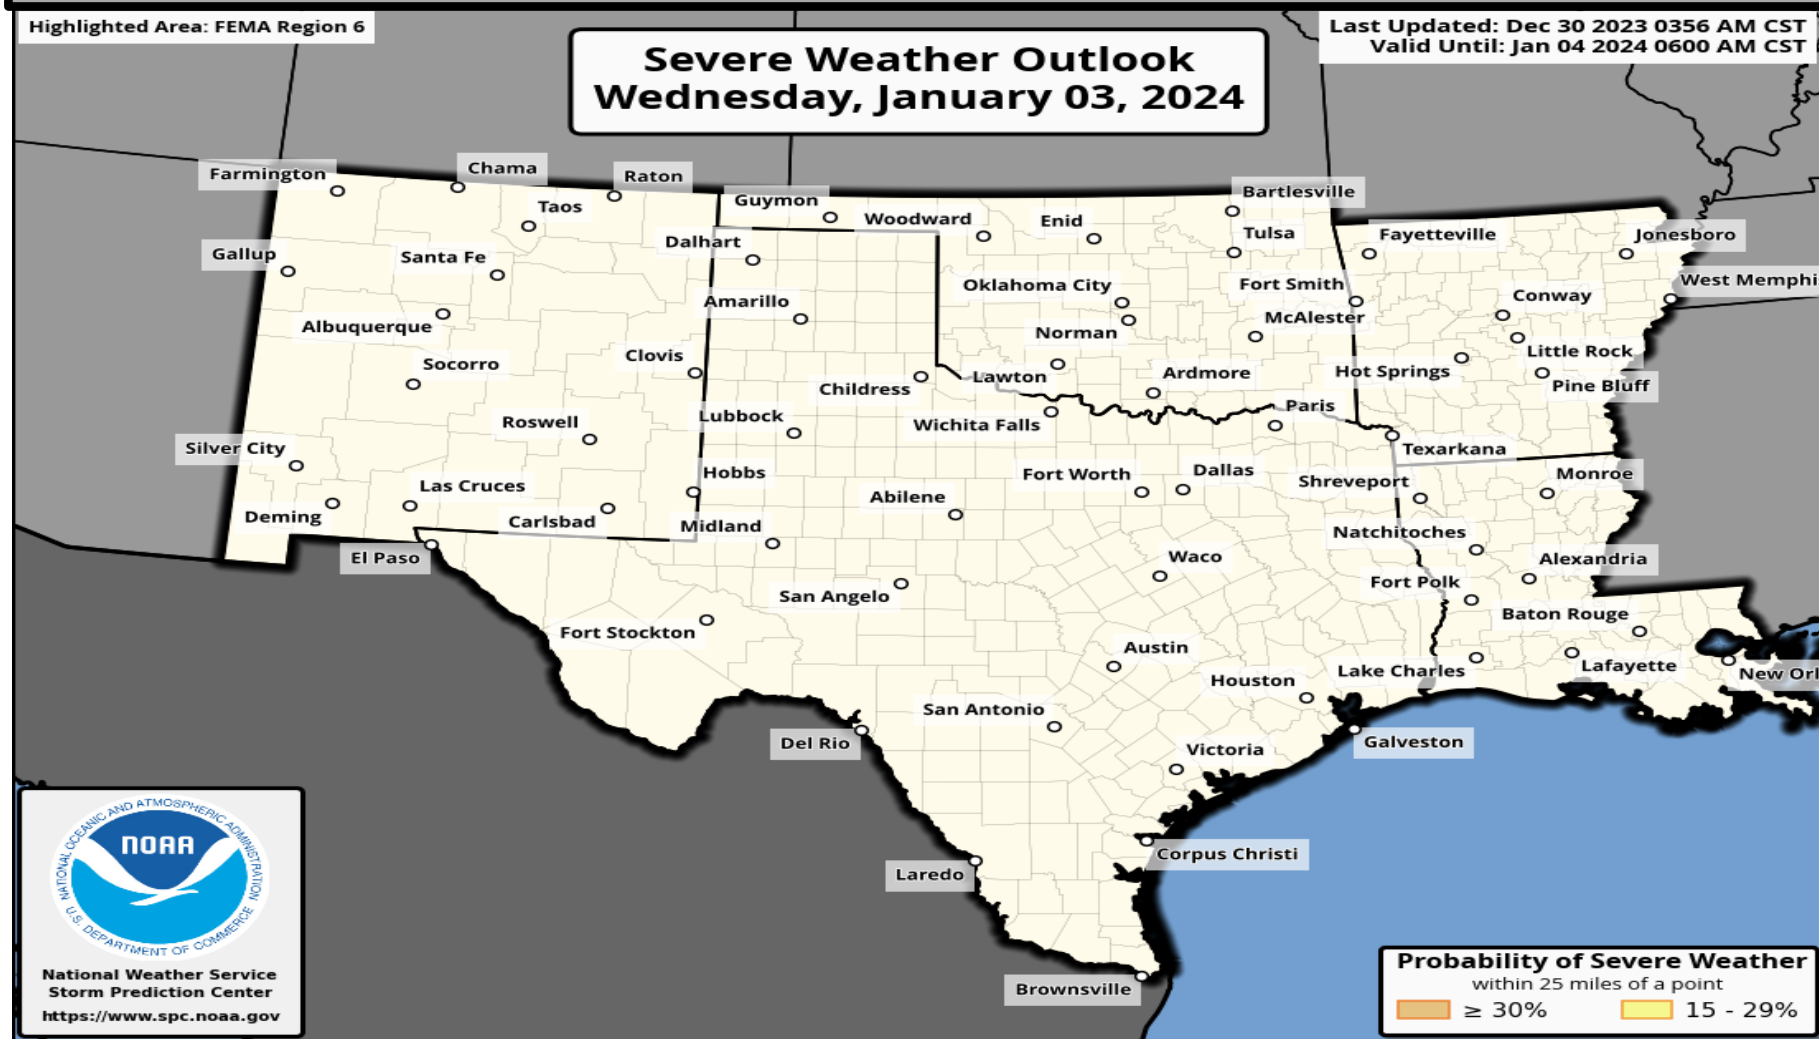 Highlighted Area: FEMA Region 6
Severe Weather Outlook
Wednesday, January 03, 2024
Last Updated: Dec 30 2023 0356 AM CST
Valid Until: Jan 04 2024 0600 AM CST
Farmington
Chama
Raton
Taos
Guymon
Woodward
Enid
Bartlesville
Tulsa
Fayetteville
Jonesboro
Gallup
Santa Fe
Dalhart
Oklahoma City
Fort Smith
Conway
West Memphi
Albuquerque
Amarillo
Norman
McAlester
Little Rock
Socorro
Clovis
Childress
Lawton
Ardmore
Hot Springs
Pine Bluff
Roswell
Lubbock
Wichita Falls
Paris
Texarkana
Silver City
Las Cruces
Hobbs
Abilene
Fort Worth
Dallas
Shreveport
Monroe
Deming
Carlsbad
Midland
Natchitoches
El Paso
Waco
Alexandria
San Angelo
Fort Polk
Fort Stockton
Baton Rouge
Austin
Houston
Lake Charles
Lafayette
New Orl
San Antonio
Del Rio
Victoria
Galveston
Laredo
Corpus Christi
Brownsville
NATIONAL OCEANIC AND ATMOSPHERIC ADMINISTRATION
NOAA
U.S. DEPARTMENT OF COMMERCE
National Weather Service
Storm Prediction Center
https://www.spc.noaa.gov
Probability of Severe Weather
within 25 miles of a point
≥ 30%
15 - 29%